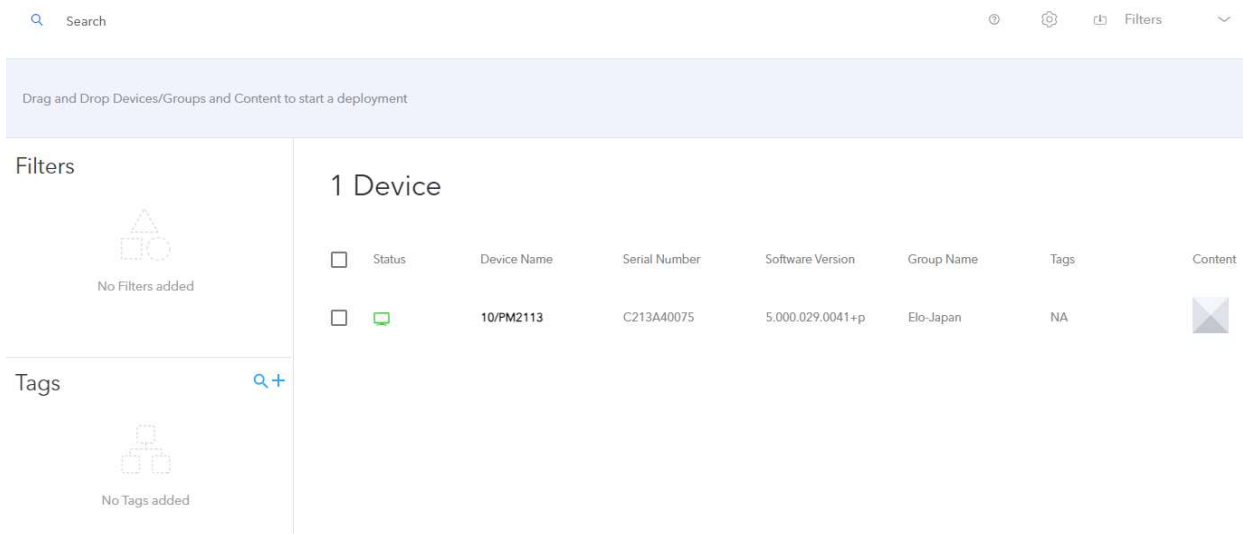 Search
Filters
Drag and Drop Devices/Groups and Content to start a deployment
Filters
No Filters added
Tags
No Tags added
1 Device
Status Device Name Serial Number Software Version Group Name Tags Content
10/PM2113 C213A40075 5.000.029.0041+p Elo-Japan NA